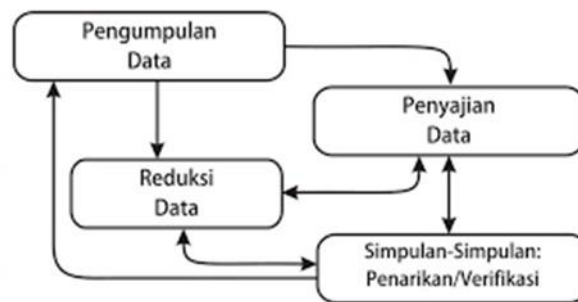 Pengumpulan
Data
Penyajian
Data
Reduksi
Data
Simpulan-Simpulan:
Penarikan/Verifikasi